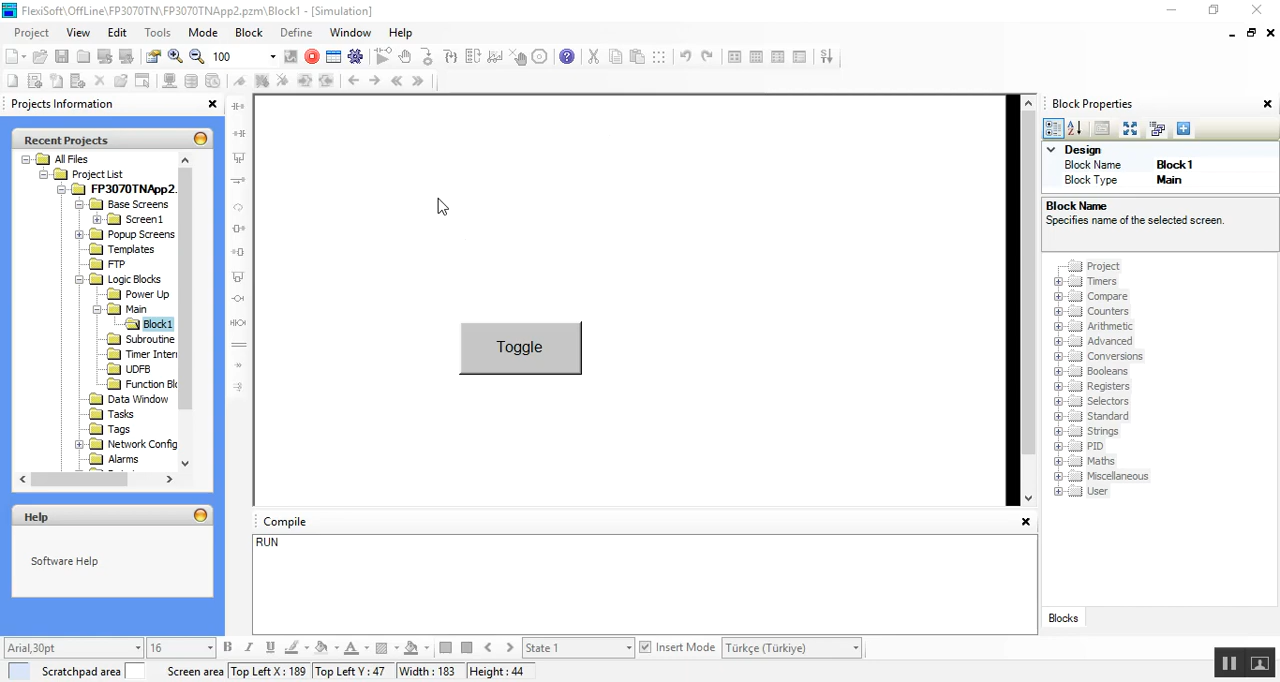 FlexiSoft\OffLine\FP3070TN\FP3070TNApp2.pzm\Block1 - [Simulation]
Project View Edit Tools Mode Block Define Window Help
100
Projects Information
Recent Projects
All Files
Project List
FP3070TNApp2.
Base Screens
Screen1
Popup Screens
Templates
FTP
Logic Blocks
Power Up
Main
Block1
Subroutine
Timer Inter
UDFB
Function Bl
Data Window
Tasks
Tags
Network Config
Alarms
Help
Software Help
Toggle
Compile
RUN
Block Properties
Design
Block Name Block1
Block Type Main
Block Name
Specifies name of the selected screen.
Project
Timers
Compare
Counters
Arithmetic
Advanced
Conversions
Booleans
Registers
Selectors
Standard
Strings
PID
Maths
Miscellaneous
User
Blocks
Arial,30pt 16 B I U A State 1 Insert Mode Türkçe (Türkiye)
Scratchpad area Screen area Top Left X : 189 Top Left Y : 47 Width : 183 Height : 44